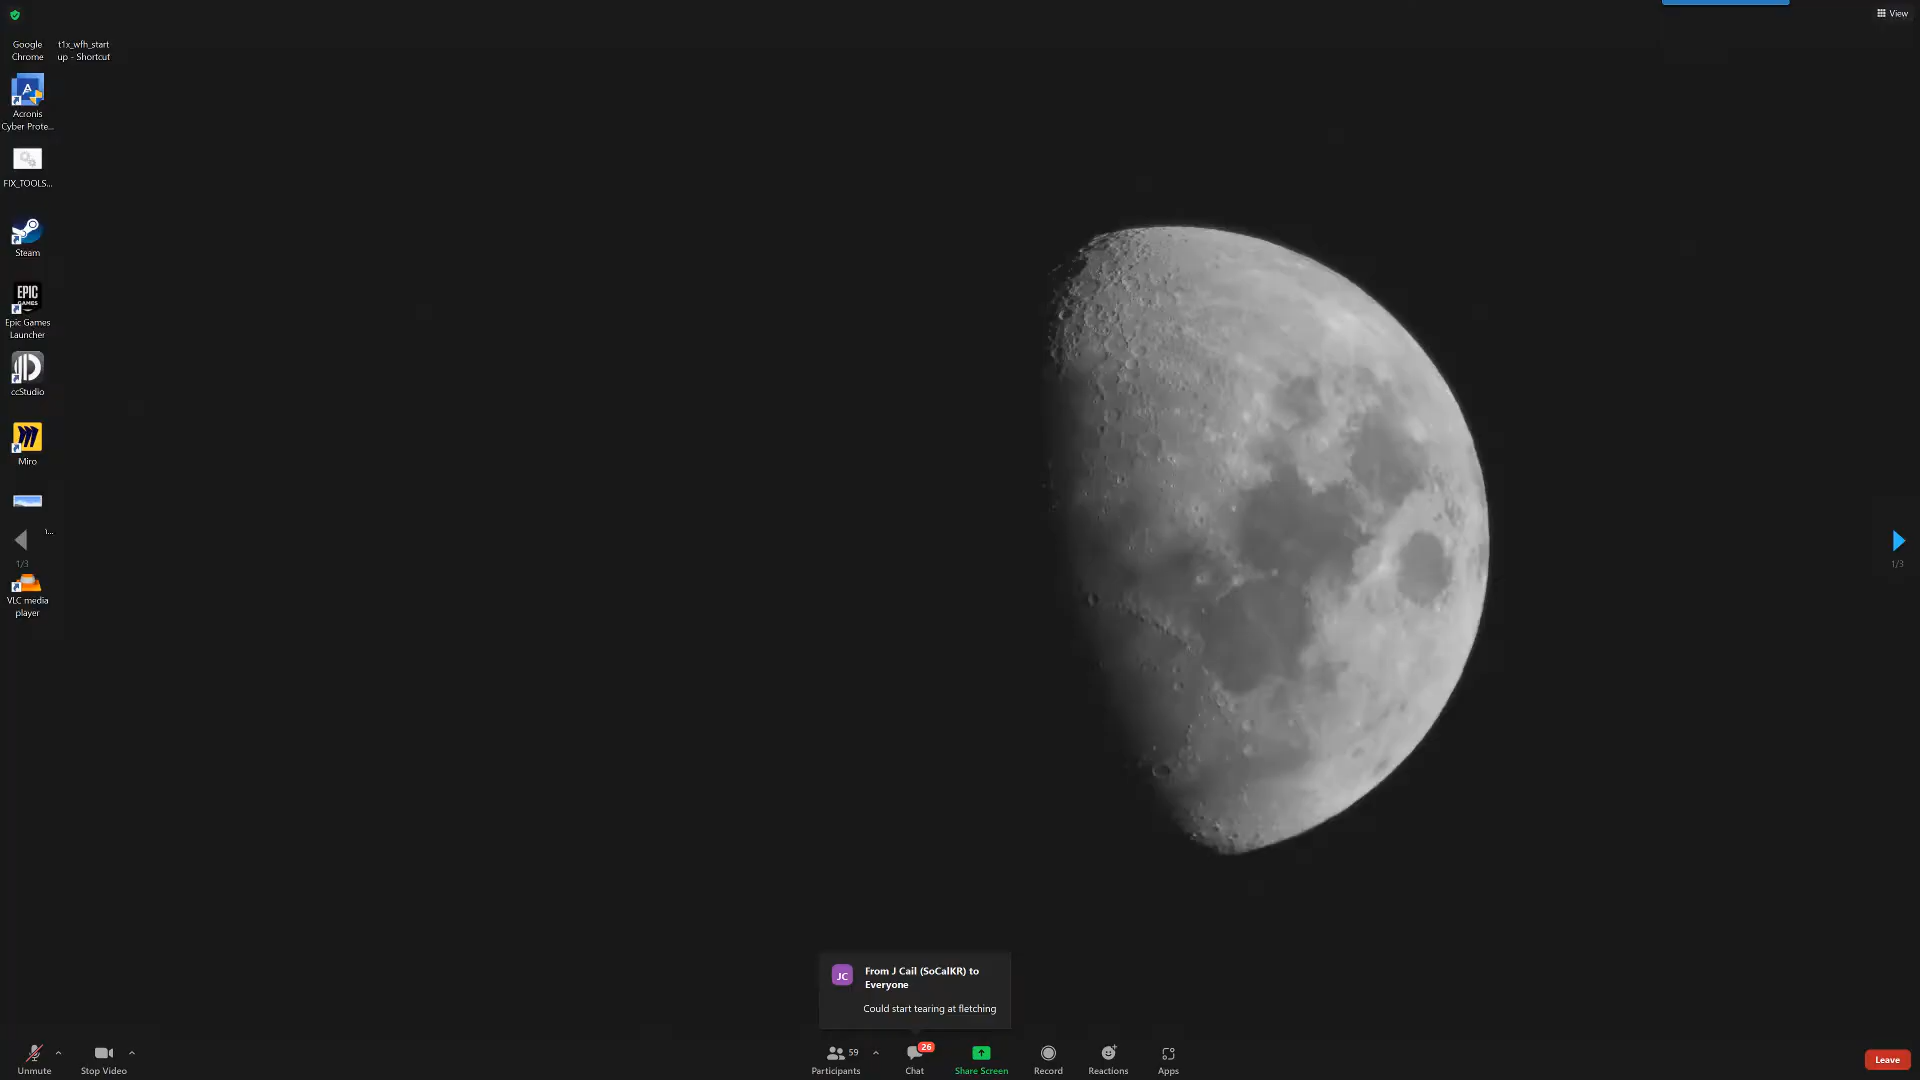 View
Google
Chrome
t1x_wfh_start
up - Shortcut
A
Acronis
Cyber Prote...
FIX_TOOLS...
Steam
EPIC
GAMES
Epic Games
Launcher
ccStudio
Miro
...
1/3
1/3
VLC media
player
JC
From J Cail (SoCalKR) to
Everyone
Could start tearing at fletching
Unmute
Stop Video
59
Participants
26
Chat
Share Screen
Record
Reactions
Apps
Leave